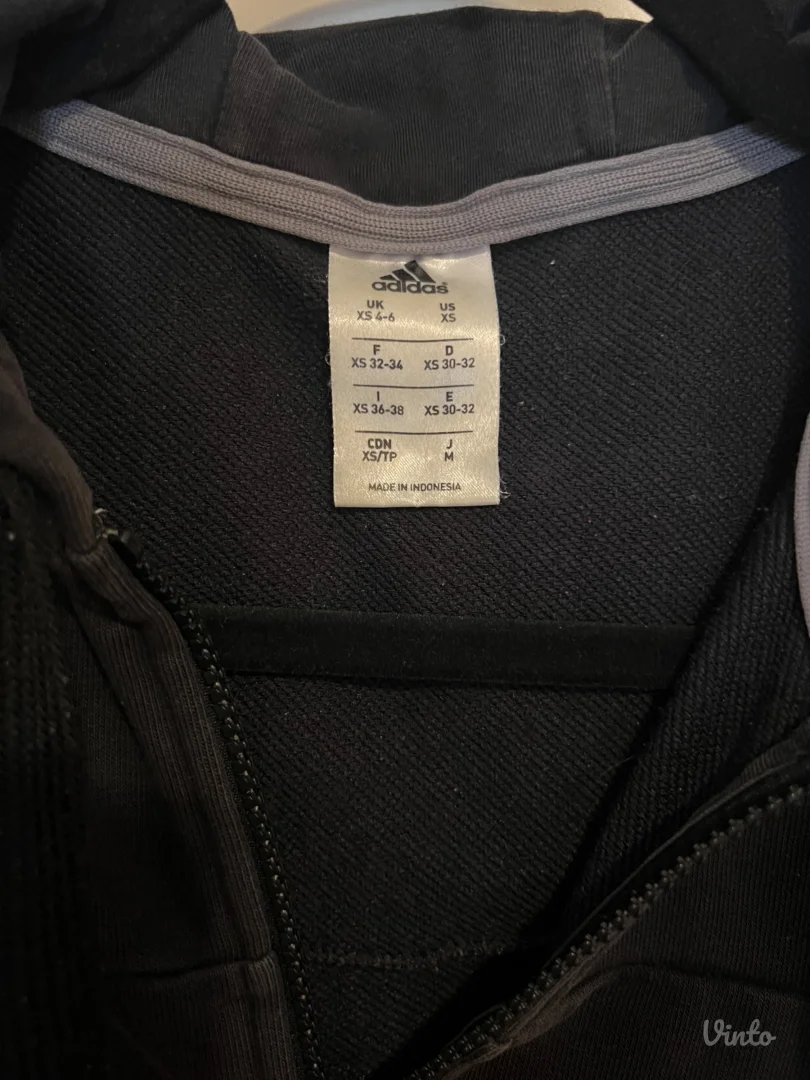 adidas
UK US
XS 4-6 XS
F D
XS 32-34 XS 30-32
I E
XS 36-38 XS 30-32
CDN J
XS/TP M
MADE IN INDONESIA
Vinto